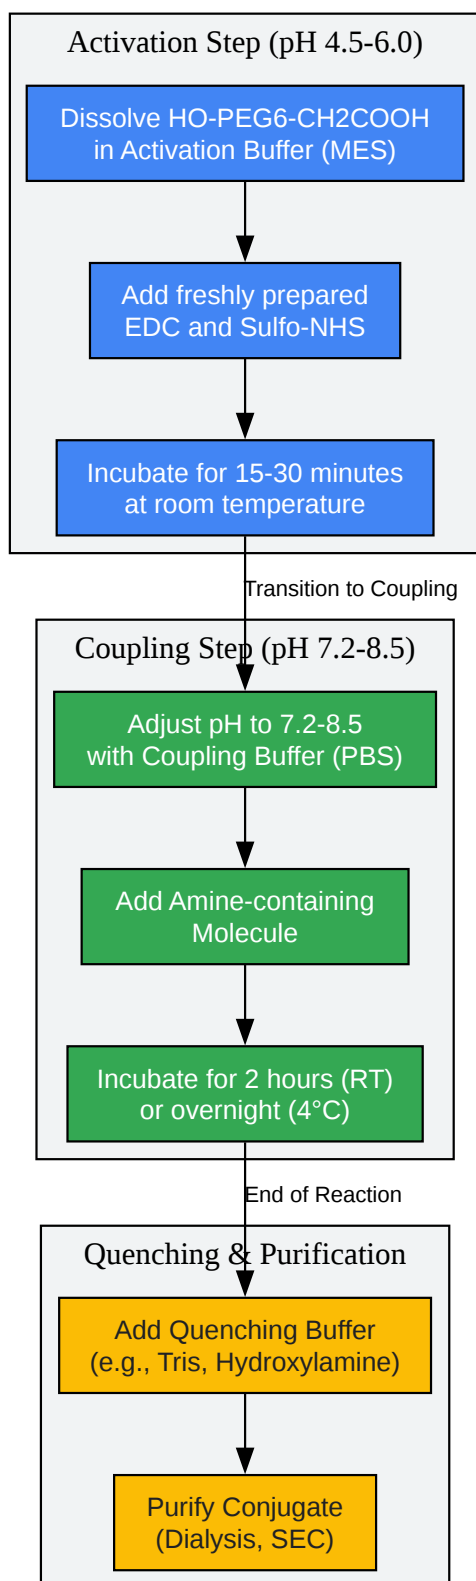 Activation Step (pH 4.5-6.0)
Dissolve HO-PEG6-CH2COOH
in Activation Buffer (MES)
Add freshly prepared
EDC and Sulfo-NHS
Incubate for 15-30 minutes
at room temperature
Transition to Coupling
Coupling Step (pH 7.2-8.5)
Adjust pH to 7.2-8.5
with Coupling Buffer (PBS)
Add Amine-containing
Molecule
Incubate for 2 hours (RT)
or overnight (4°C)
End of Reaction
Quenching & Purification
Add Quenching Buffer
(e.g., Tris, Hydroxylamine)
Purify Conjugate
(Dialysis, SEC)